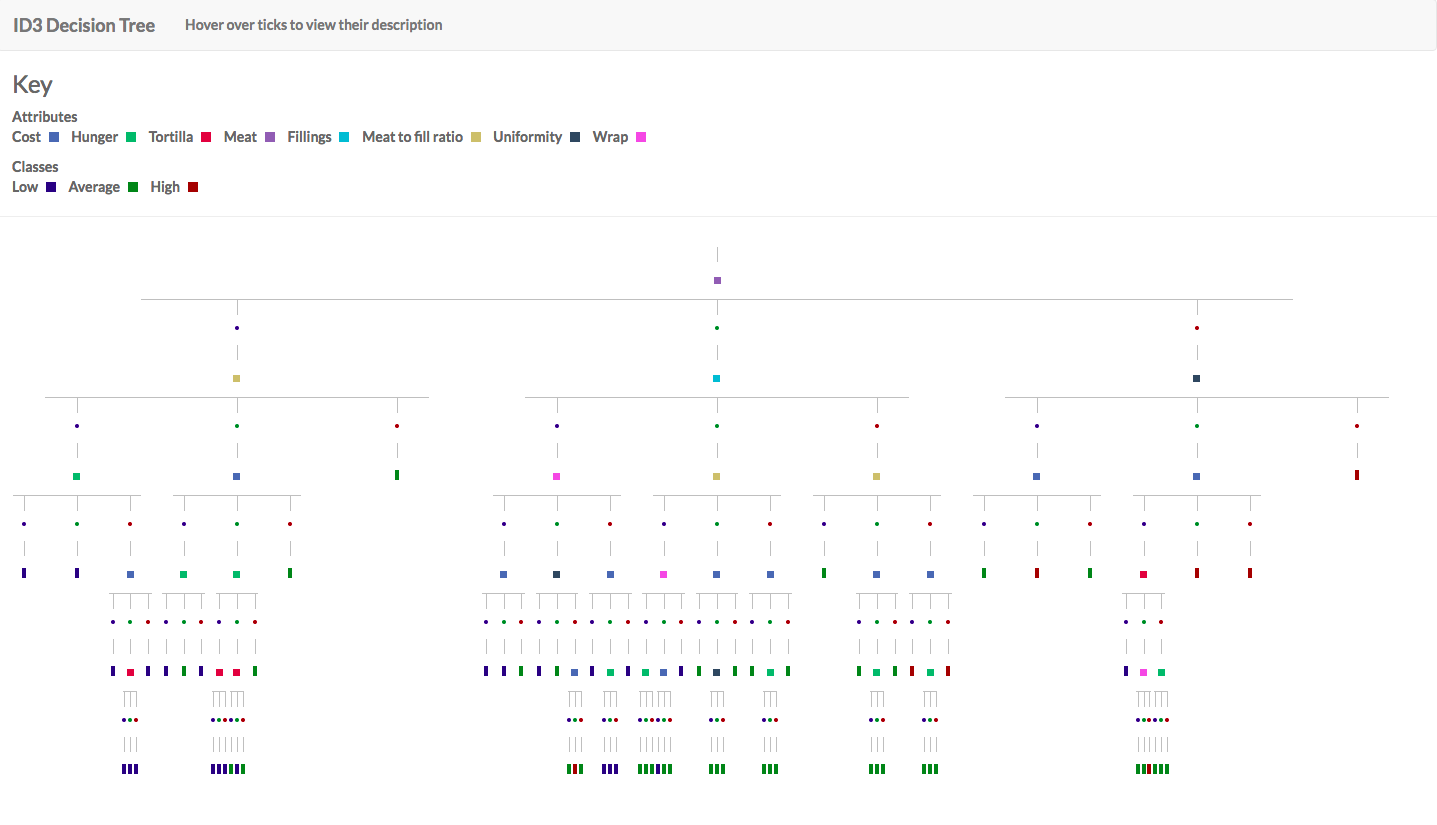 ID3 Decision Tree Hover over ticks to view their description
Key
Attributes
Cost Hunger Tortilla Meat Fillings Meat to fill ratio Uniformity Wrap
Classes
Low Average High